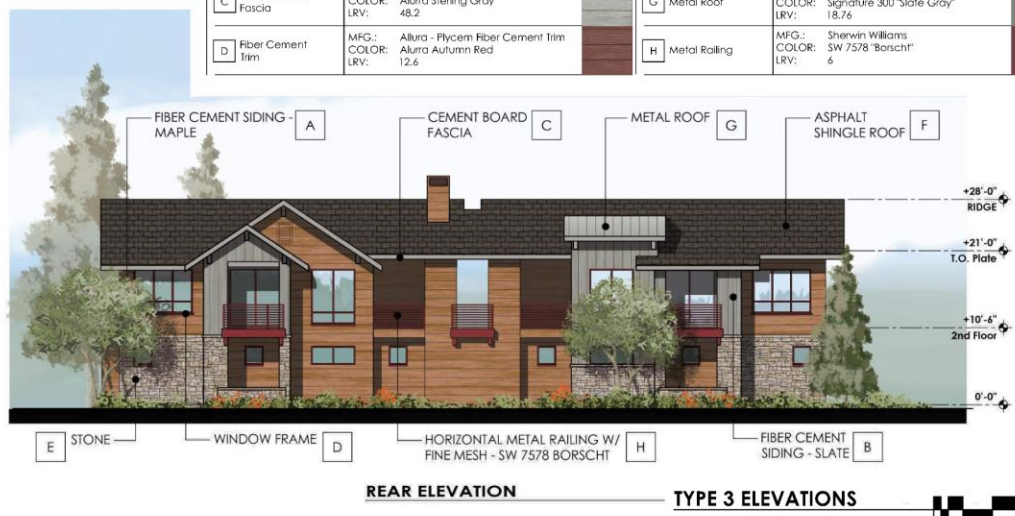 C
Fascia
COLOR: Allura Sterling Gray
LRV: 48.2
D
Fiber Cement
Trim
MFG.: Allura - Plycem Fiber Cement Trim
COLOR: Alurra Autumn Red
LRV: 12.6
G Metal Roof
COLOR: Signature 300 "Slate Gray"
LRV: 18.76
H Metal Railing
MFG.: Sherwin Williams
COLOR: SW 7578 "Borscht"
LRV: 6
FIBER CEMENT SIDING -
MAPLE
A
CEMENT BOARD
FASCIA
C
METAL ROOF G
ASPHALT
SHINGLE ROOF F
+28'-0"
RIDGE
+21'-0"
T.O. Plate
+10'-6"
2nd Floor
0'-0"
E STONE
WINDOW FRAME D
HORIZONTAL METAL RAILING W/
FINE MESH - SW 7578 BORSCHT
H
FIBER CEMENT
SIDING - SLATE B
REAR ELEVATION
TYPE 3 ELEVATIONS